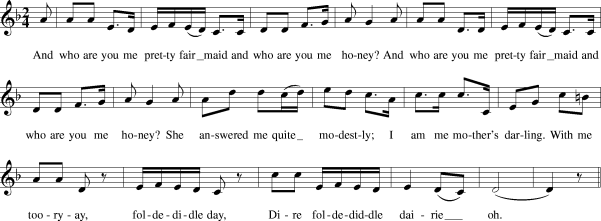 And who are you me pret-ty fair_maid and who are you me ho-ney? And who are you me pret-ty fair_maid and
who are you me ho-ney? She an-swered me quite_ mo-dest-ly; I am me mo-ther's dar-ling. With me
too-ry-ay, fol-de-di-dle day, Di-re fol-de-did-dle dai-rie__ oh.